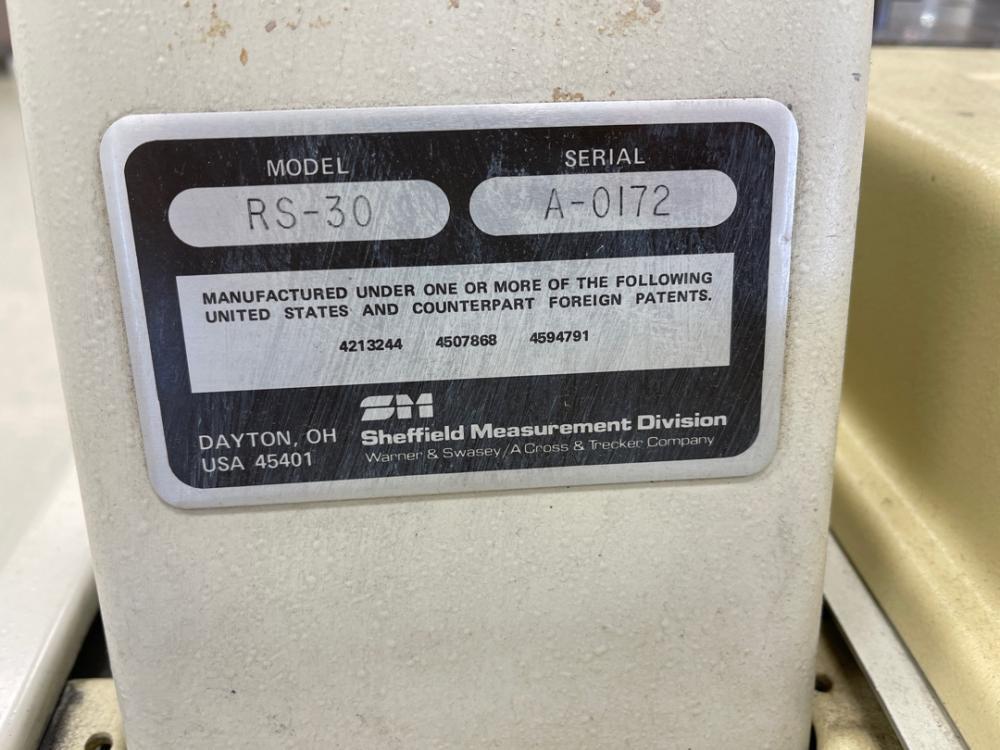 MODEL
SERIAL
RS-30
A-0172
MANUFACTURED UNDER ONE OR MORE OF THE FOLLOWING
UNITED STATES AND COUNTERPART FOREIGN PATENTS.
4213244 4507868 4594791
SM
DAYTON, OH
USA 45401
Sheffield Measurement Division
Warner & Swasey/A Cross & Trecker Company